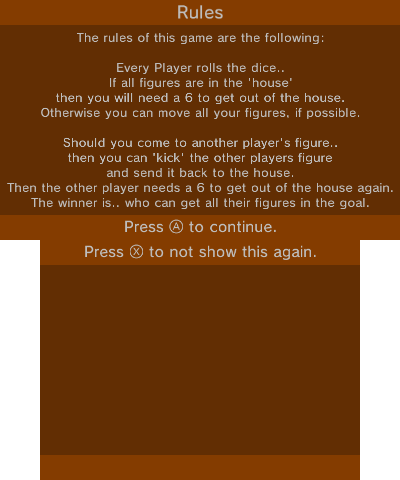 Rules
The rules of this game are the following:
Every Player rolls the dice..
If all figures are in the 'house'
then you will need a 6 to get out of the house.
Otherwise you can move all your figures, if possible.
Should you come to another player's figure..
then you can 'kick' the other players figure
and send it back to the house.
Then the other player needs a 6 to get out of the house again.
The winner is.. who can get all their figures in the goal.
Press Ⓐ to continue.
Press Ⓧ to not show this again.